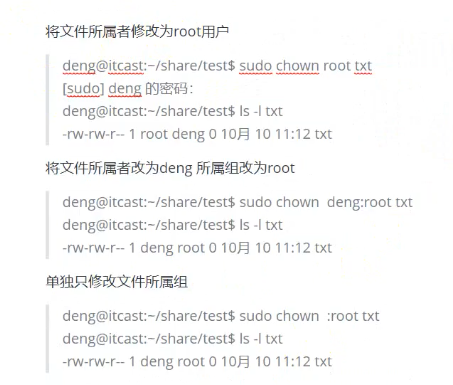 将文件所属者修改为root用户
deng@itcast:~/share/test$ sudo chown root txt
[sudo] deng 的密码：
deng@itcast:~/share/test$ ls -l txt
-rw-rw-r-- 1 root deng 0 10月 10 11:12 txt
将文件所属者改为deng 所属组改为root
deng@itcast:~/share/test$ sudo chown  deng:root txt
deng@itcast:~/share/test$ ls -l txt
-rw-rw-r-- 1 deng root 0 10月 10 11:12 txt
单独只修改文件所属组
deng@itcast:~/share/test$ sudo chown  :root txt
deng@itcast:~/share/test$ ls -l txt
-rw-rw-r-- 1 deng root 0 10月 10 11:12 txt